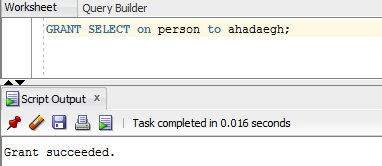 Worksheet Query Builder
GRANT SELECT on person to ahadaegh;
Script Output x
Task completed in 0.016 seconds
Grant succeeded.